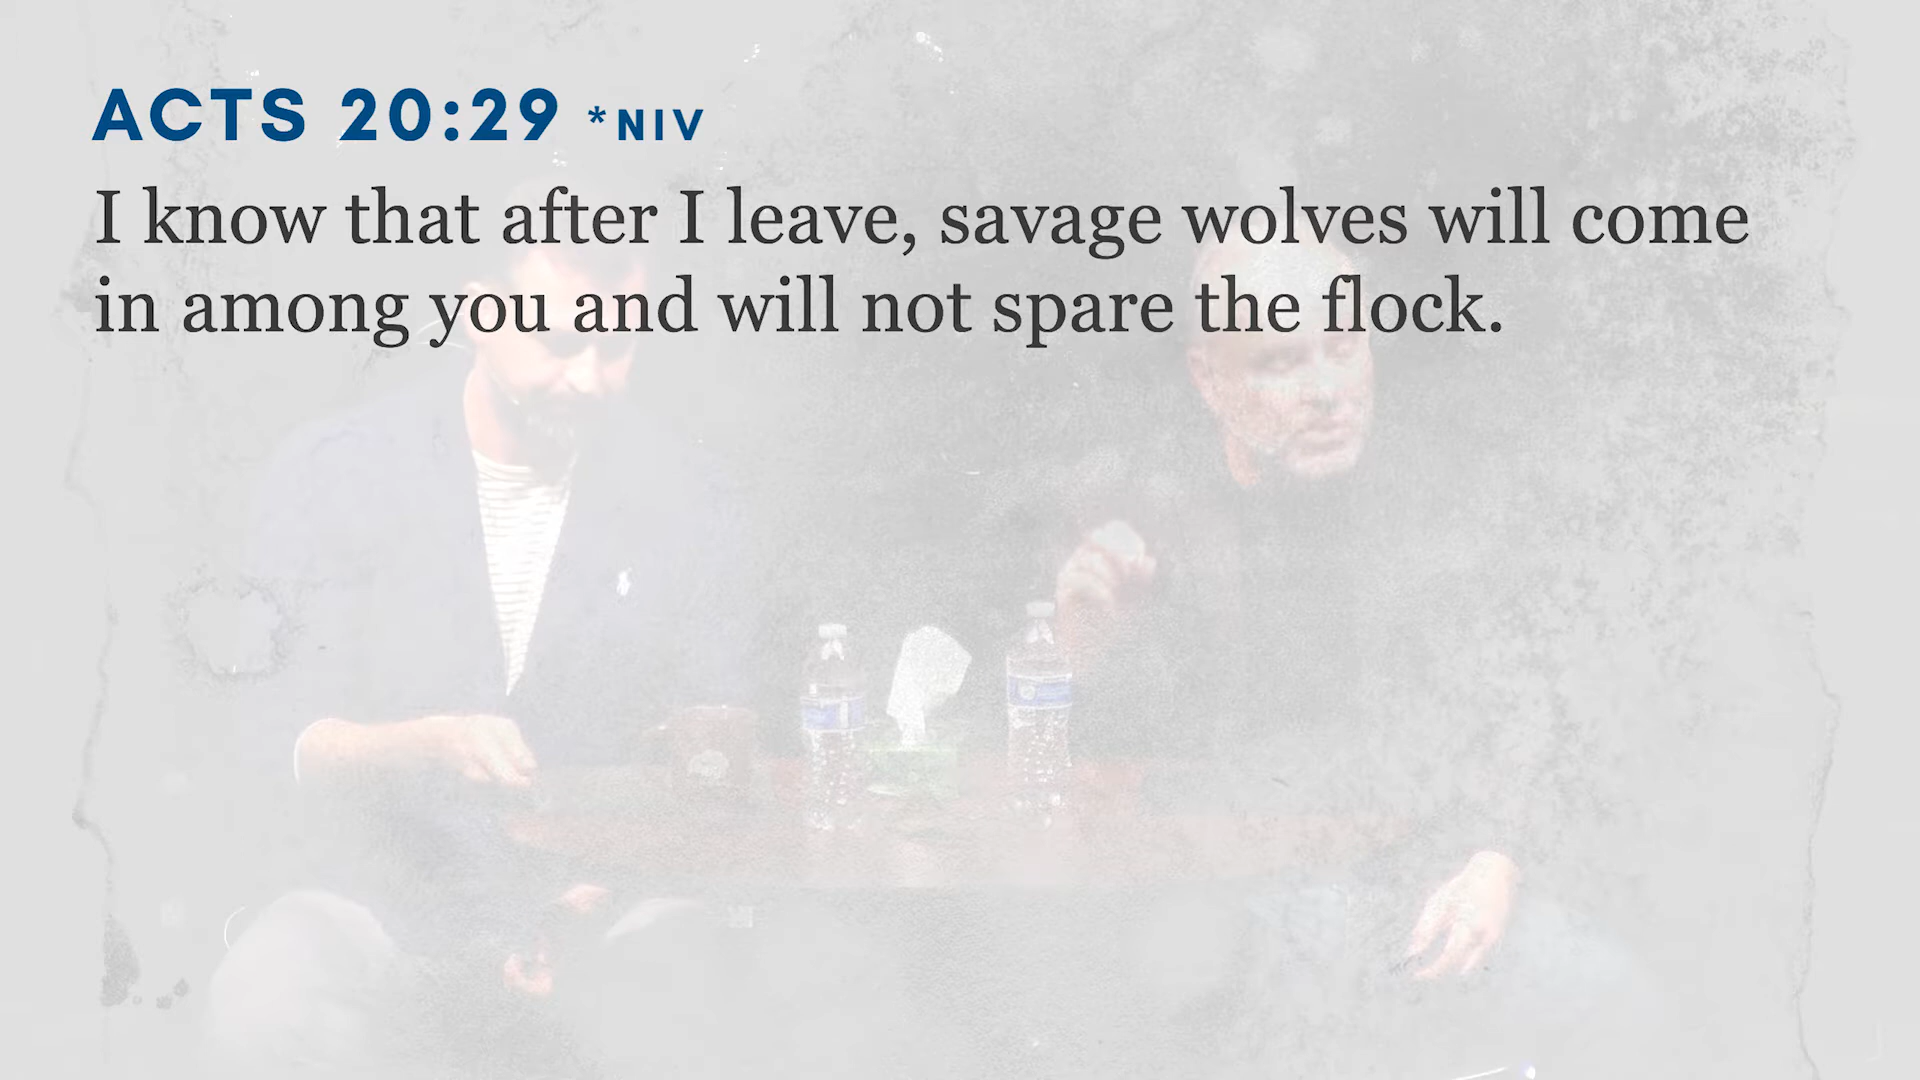 ACTS 20:29 *NIV
I know that after I leave, savage wolves will come
in among you and will not spare the flock.